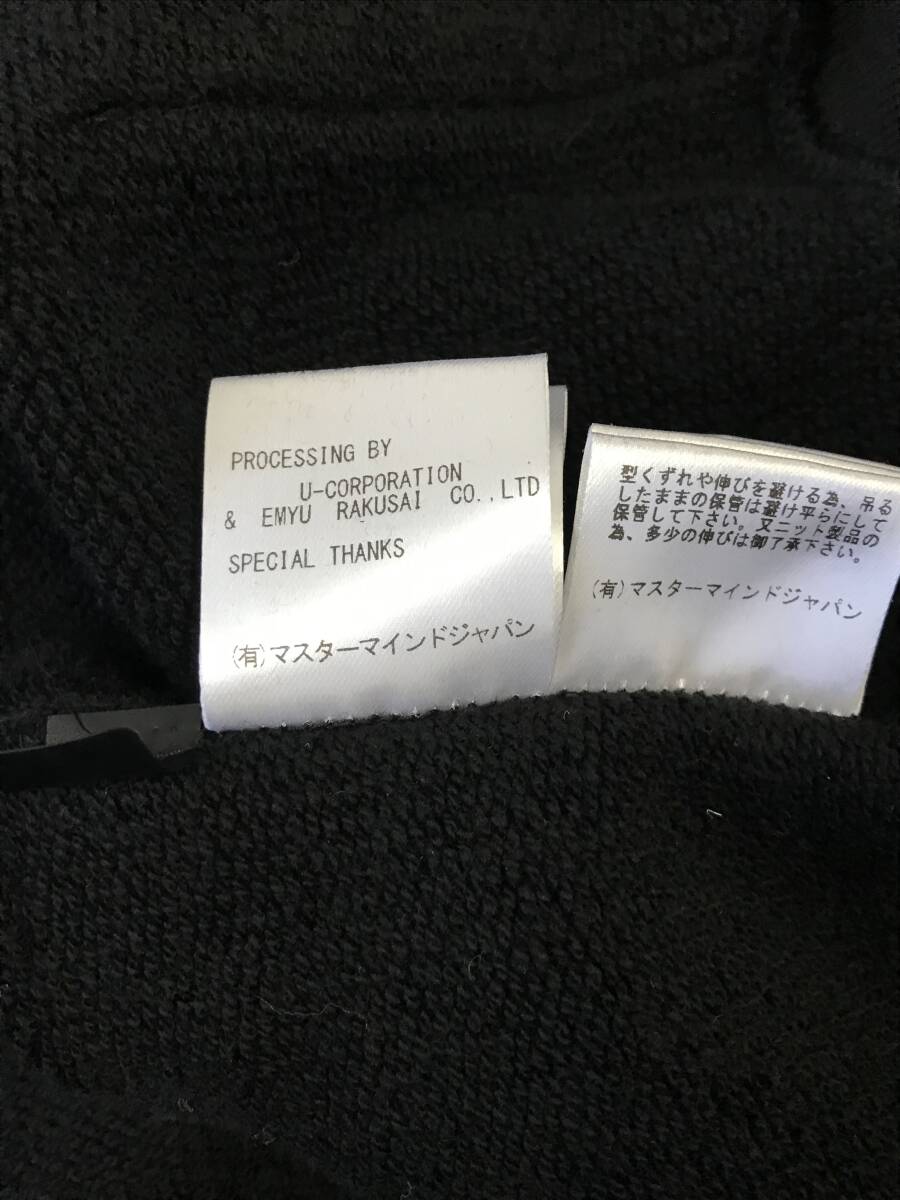 PROCESSING BY
U-CORPORATION
& EMYU RAKUSAI CO.,LTD
SPECIAL THANKS
(有)マスターマインドジャパン
型くずれや伸びを避ける為、吊る
したままの保管は避け平らにして
保管して下さい。又ニット製品の
為、多少の伸びは御了承下さい。
(有)マスターマインドジャパン